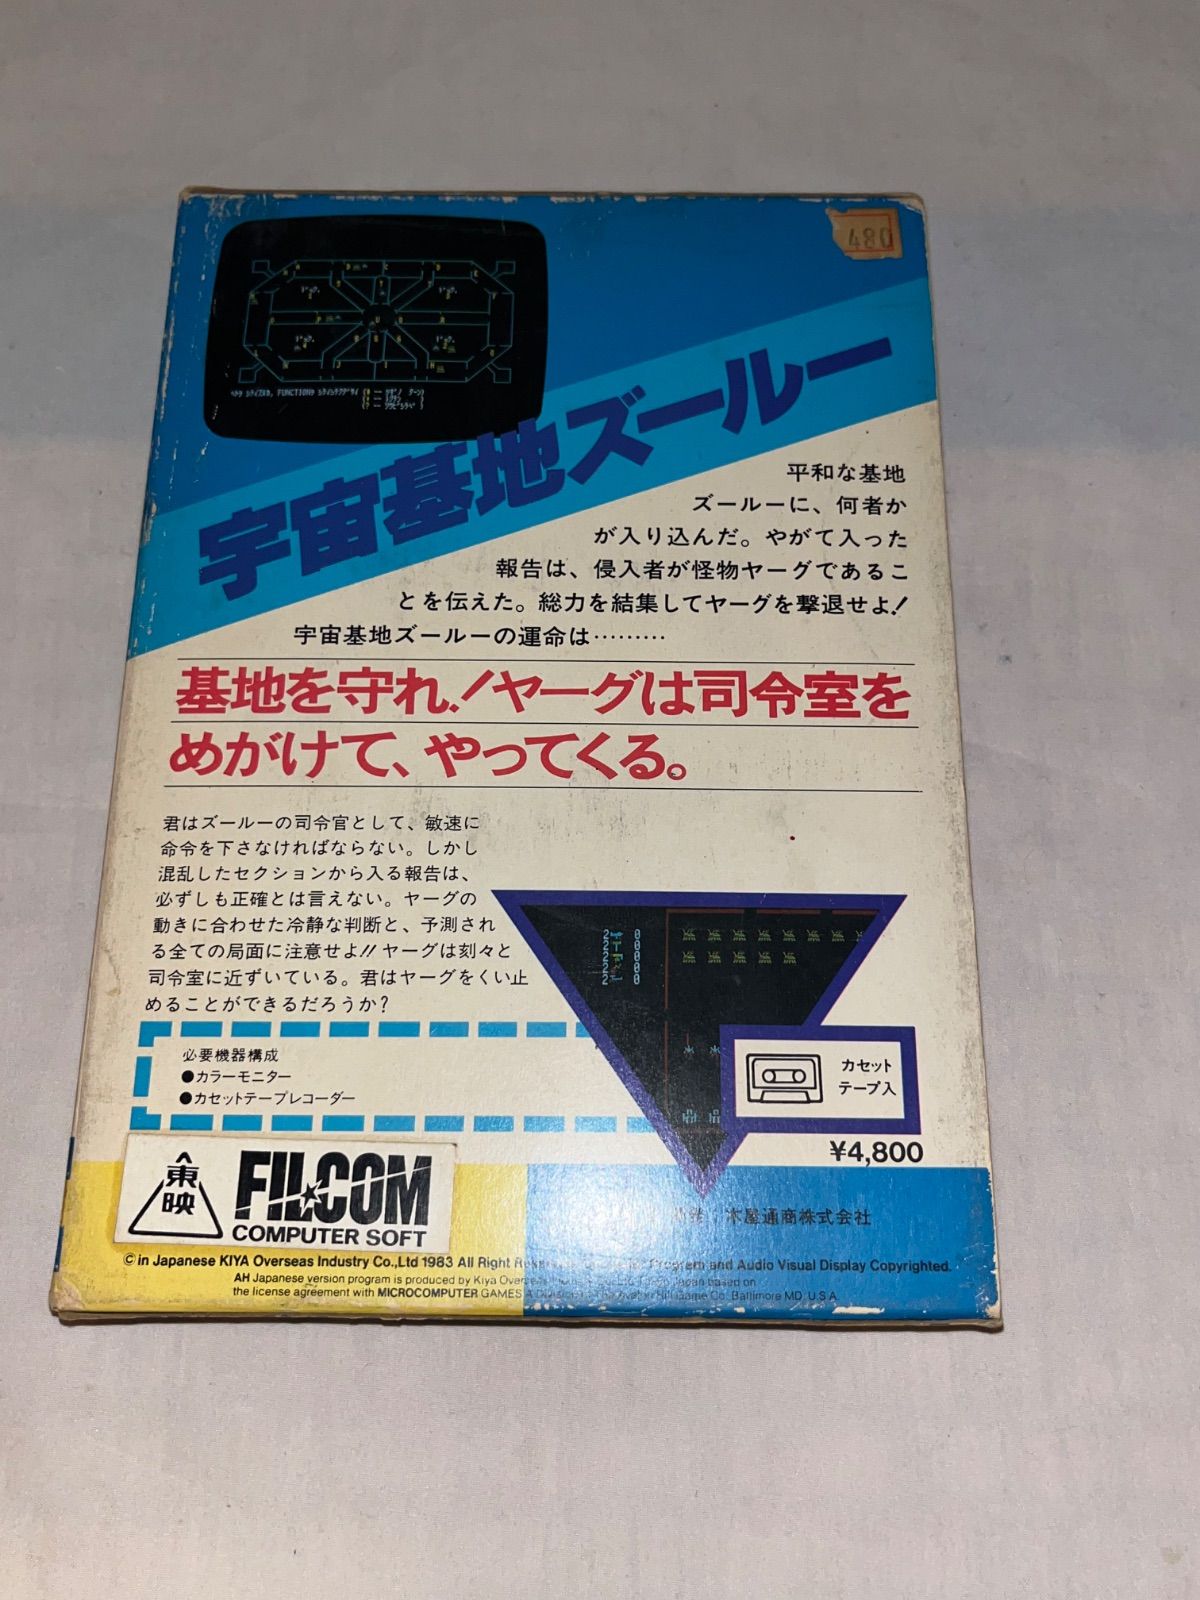 480
宇宙基地ズールー
平和な基地
ズールーに、何者か
が入り込んだ。やがて入った
報告は、侵入者が怪物ヤーグであるこ
とを伝えた。総力を結集してヤーグを撃退せよ!
宇宙基地ズールーの運命は………
基地を守れ!ヤーグは司令室を
めがけて、やってくる。
君はズールーの司令官として、敏速に
命令を下さなければならない。しかし
混乱したセクションから入る報告は、
必ずしも正確とは言えない。ヤーグの
動きに合わせた冷静な判断と、予測され
る全ての局面に注意せよ!!ヤーグは刻々と
司令室に近ずいている。君はヤーグをくい止
めることができるだろうか?
2 0
2 0
2 0
2 0
必要機器構成
●カラーモニター
●カセットテープレコーダー
カセット
テープ入
¥4,800
東映
FILCOM
COMPUTER SOFT
木屋通商株式会社
© in Japanese KIYA Overseas Industry Co.,Ltd 1983 All Right Program and Audio Visual Display Copyrighted.
AH Japanese version program is produced by Kiya Japan based on
the license agreement with MICROCOMPUTER GAMES Game Co. Baltimore MD. U.S.A.